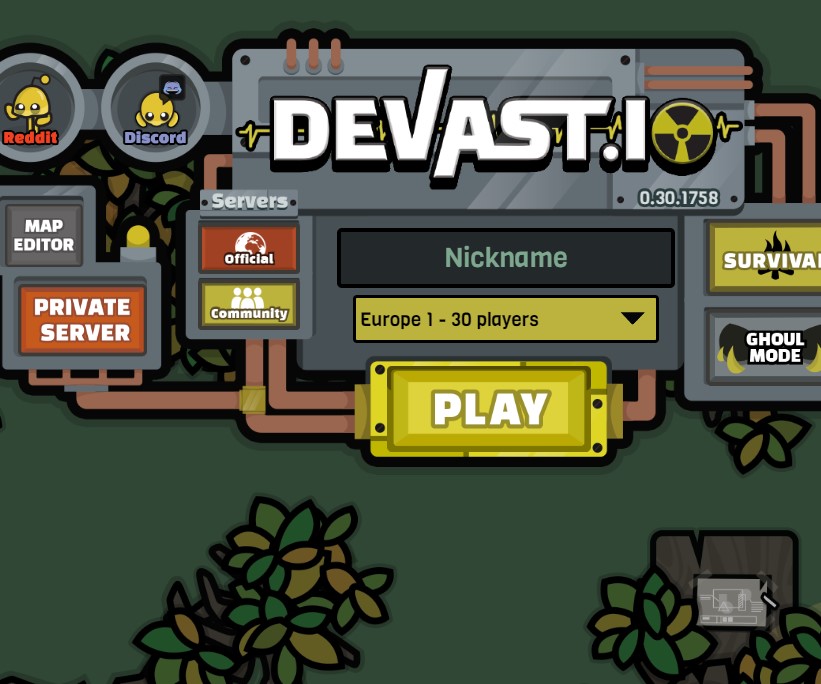 DEVAST.IO
Reddit
Discord
0.30.1758
Servers
MAP
EDITOR
Official
Nickname
SURVIVAL
PRIVATE
SERVER
Community
Europe 1 - 30 players
GHOUL
MODE
PLAY